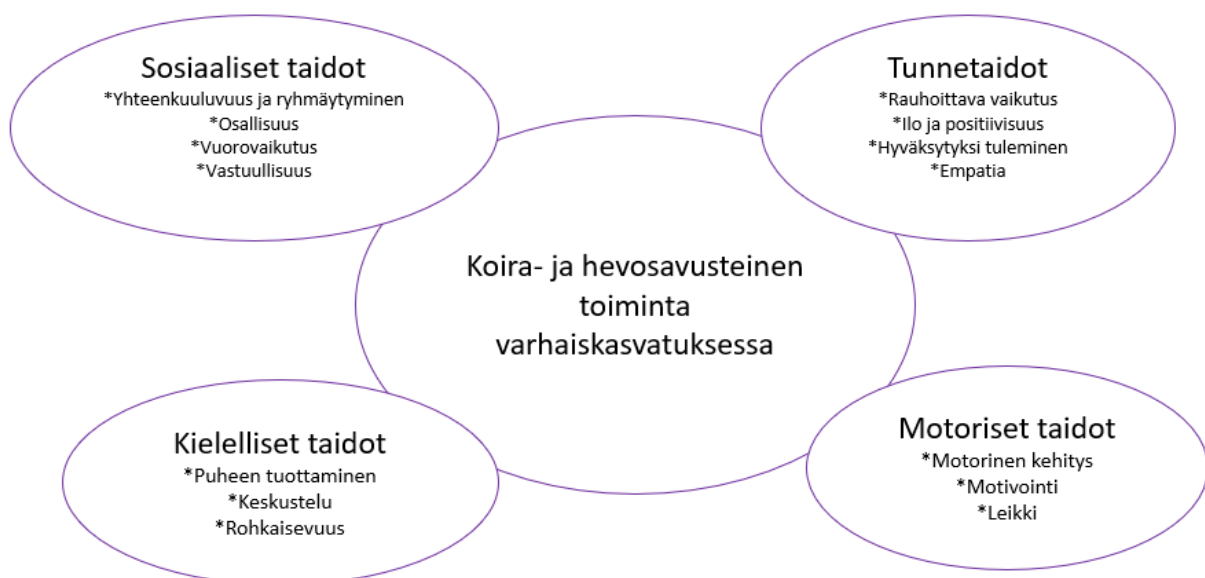 Sosiaaliset taidot
*Yhteenkuuluvuus ja ryhmäytyminen
*Osallisuus
*Vuorovaikutus
*Vastuullisuus
Tunnetaidot
*Rauhoittava vaikutus
*Ilo ja positiivisuus
*Hyväksytyksi tuleminen
*Empatia
Koira- ja hevosavusteinen
toiminta
varhaiskasvatuksessa
Kielelliset taidot
*Puheen tuottaminen
*Keskustelu
*Rohkaisevuus
Motoriset taidot
*Motorinen kehitys
*Motivointi
*Leikki